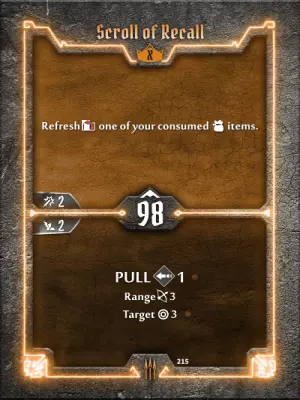 Scroll of Recall
X
Refresh one of your consumed items.
2
98
2
PULL 1
Range 3
Target 3
215